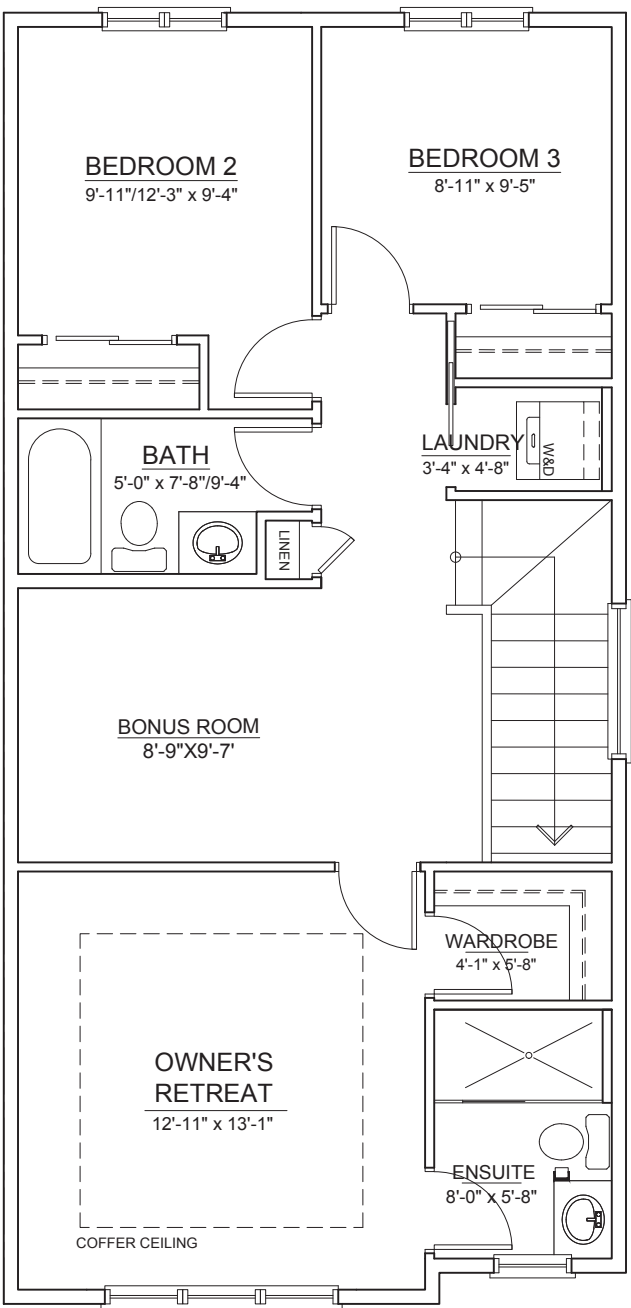 BEDROOM 2
9'-11"/12'-3" x 9'-4"
BEDROOM 3
8'-11" x 9'-5"
BATH
5'-0" x 7'-8"/9'-4"
LAUNDRY
3'-4" x 4'-8"
W&D
LINEN
BONUS ROOM
8'-9"X9'-7'
WARDROBE
4'-1" x 5'-8"
OWNER'S
RETREAT
12'-11" x 13'-1"
ENSUITE
8'-0" x 5'-8"
COFFER CEILING